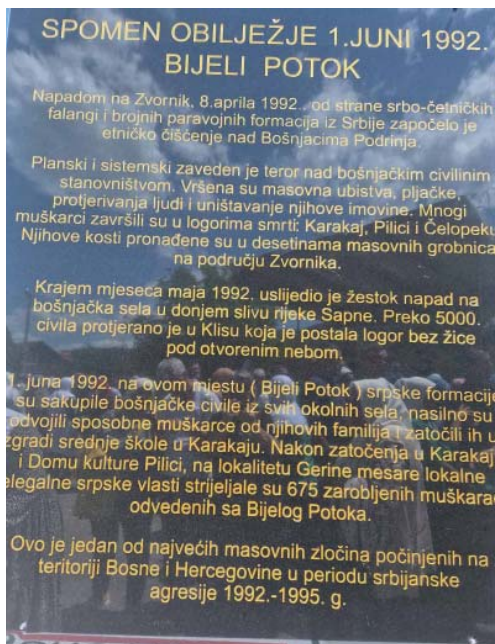 SPOMEN OBILJEŽJE 1.JUNI 1992.
BIJELI POTOK
Napadom na Zvornik, 8.aprila 1992., od strane srbo-četničkih
falangi i brojnih paravojnih formacija iz Srbije započelo je
etničko čišćenje nad Bošnjacima Podrinja.
Planski i sistemski zaveden je teror nad bošnjačkim civilnim
stanovništvom. Vršena su masovna ubistva, pljačke,
protjerivanja ljudi i uništavanje njihove imovine. Mnogi
muškarci završili su u logorima smrti: Karakaj, Pilici i Čelopeku
Njihove kosti pronađene su u desetinama masovnih grobnica
na području Zvornika.
Krajem mjeseca maja 1992. uslijedio je žestok napad na
bošnjačka sela u donjem slivu rijeke Sapne. Preko 5000.
civila protjerano je u Klisu koja je postala logor bez žice
pod otvorenim nebom.
1. juna 1992. na ovom mjestu ( Bijeli Potok ) srpske formacije
su sakupile bošnjačke civile iz svih okolnih sela, nasilno su
odvojili sposobne muškarce od njihovih familija i zatočili ih u
zgradi srednje škole u Karakaju. Nakon zatočenja u Karakaj
i Domu kulture Pilici, na lokalitetu Gerine mesare lokalne
elegalne srpske vlasti strijeljale su 675 zarobljenih muškarac
odvedenih sa Bijelog Potoka.
Ovo je jedan od najvećih masovnih zločina počinjenih na
teritoriji Bosne i Hercegovine u periodu srbijanske
agresije 1992.-1995. g.